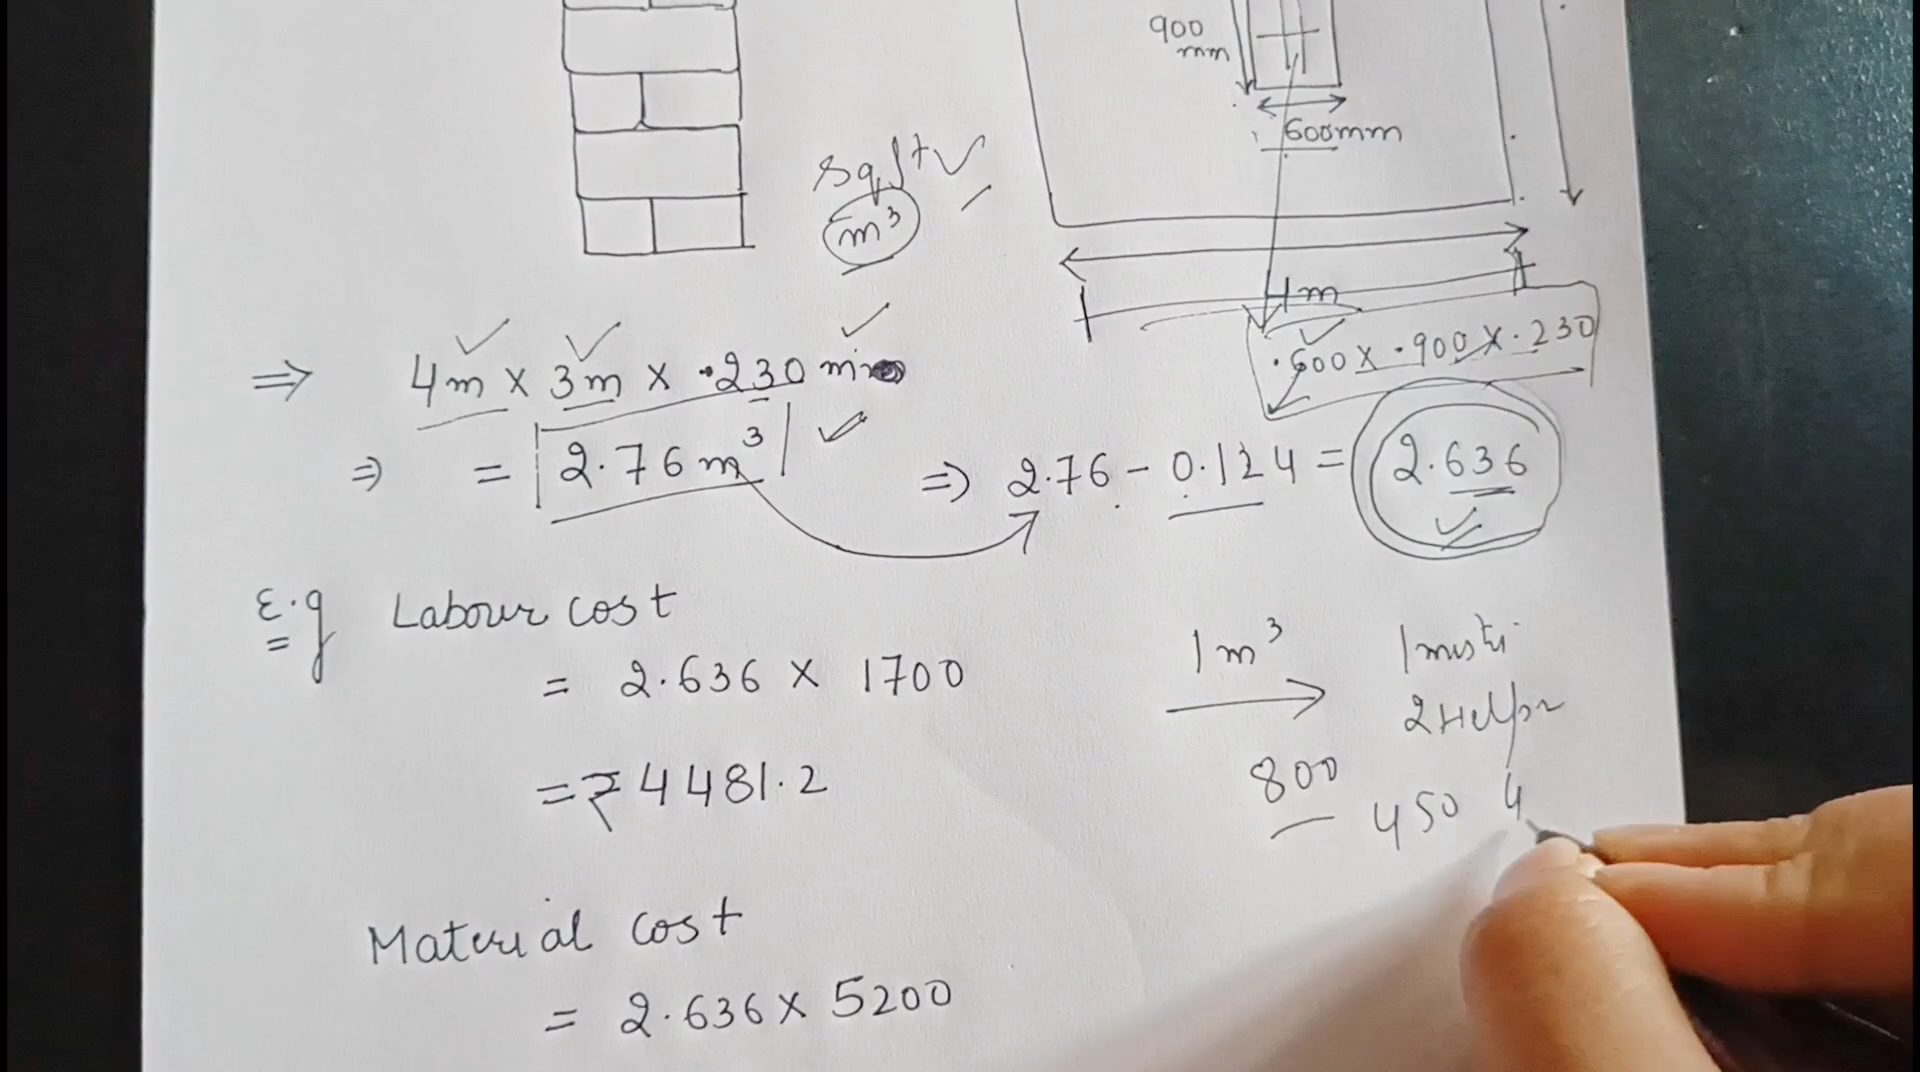 900
mm
600mm
sqft
m³
4m
.600 x .900 x .230
⇒ 4m x 3m x .230 m
⇒ = 2.76 m³
⇒ 2.76 - 0.124 = 2.636
E.g Labour cost
= 2.636 x 1700
= ₹ 4481.2
1m³ 1 mistri
2 Helper
800
450 4
Material cost
= 2.636 x 5200